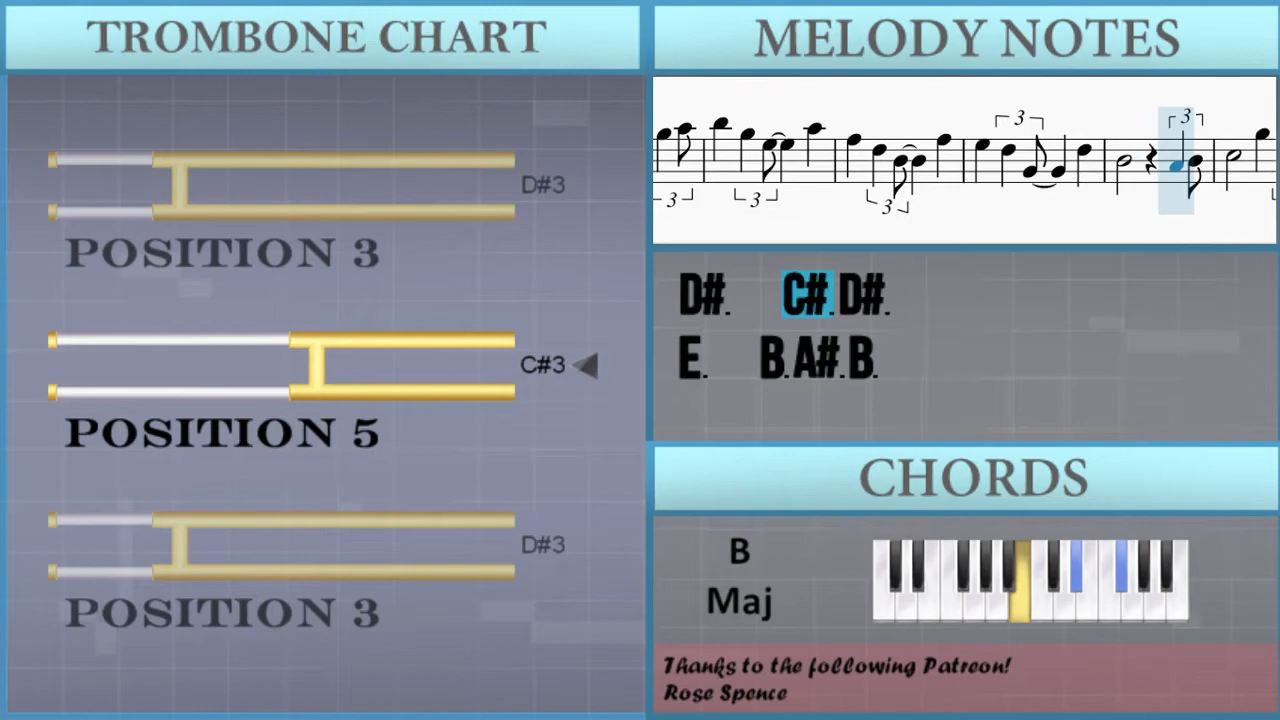 TROMBONE CHART
D#3
POSITION 3
C#3
POSITION 5
D#3
POSITION 3
MELODY NOTES
3 3 3 3 3
D#. C#. D#.
E. B. A#. B.
CHORDS
B
Maj
Thanks to the following Patreon!
Rose Spence